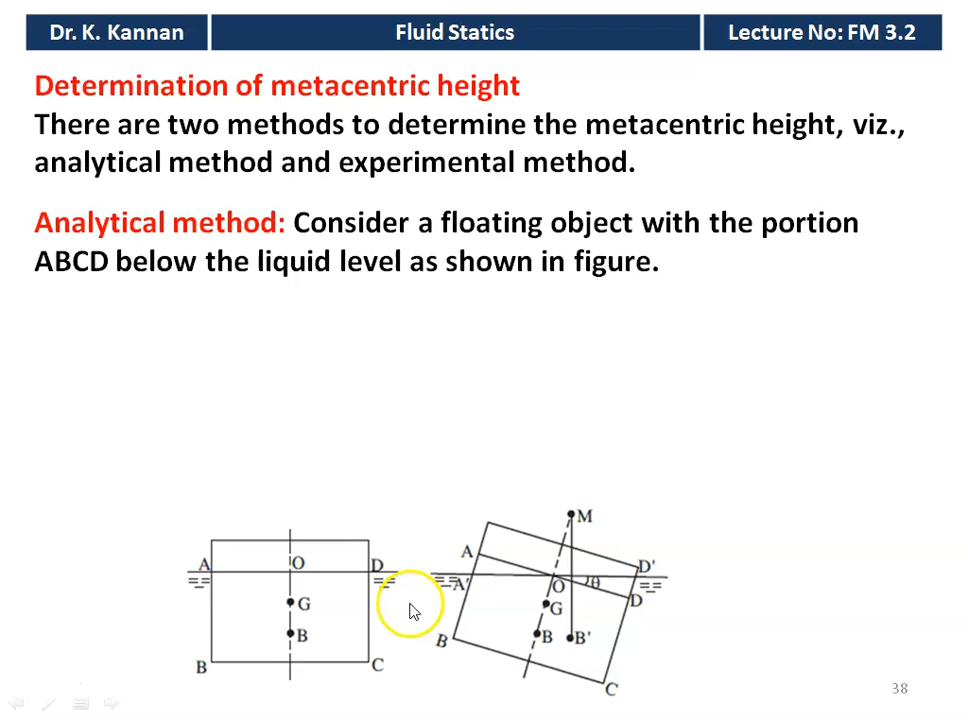 Dr. K. Kannan
Fluid Statics
Lecture No: FM 3.2
Determination of metacentric height
There are two methods to determine the metacentric height, viz.,
analytical method and experimental method.
Analytical method: Consider a floating object with the portion
ABCD below the liquid level as shown in figure.
A O D
G
B
B C
M
A D'
A' O θ
G D
B B B'
C
38